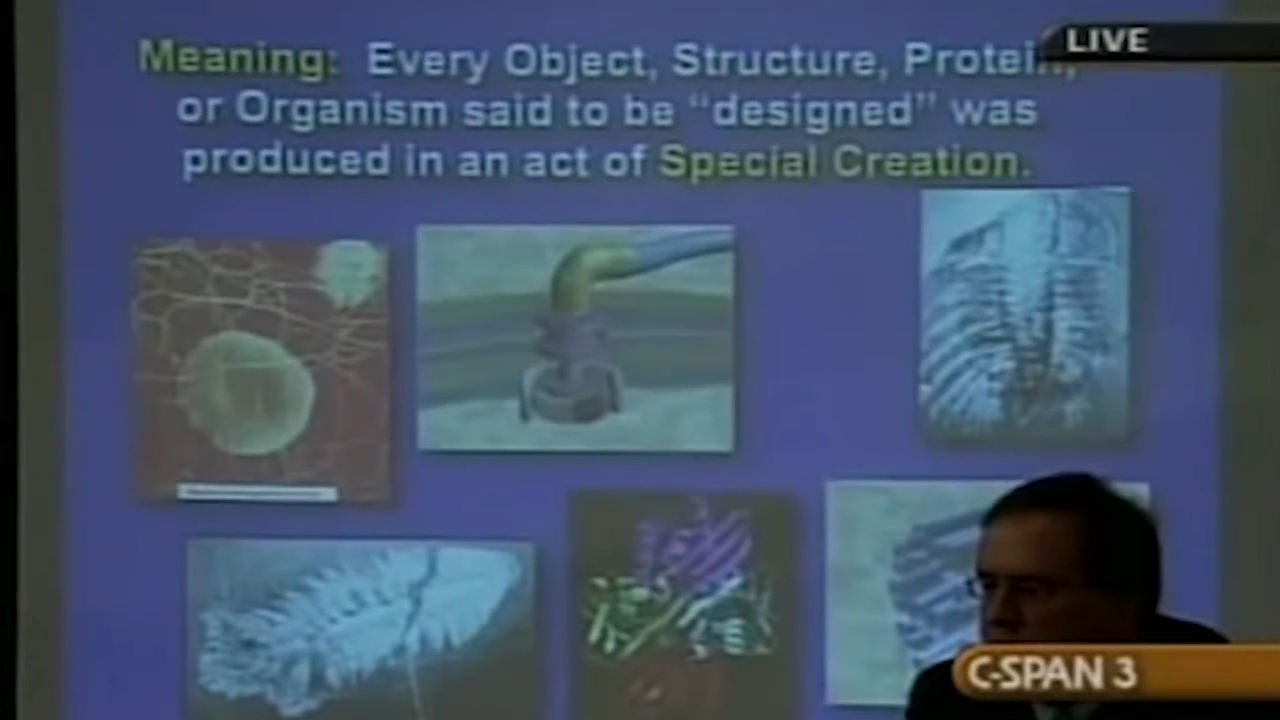 Meaning: Every Object, Structure, Protein,
or Organism said to be “designed” was
produced in an act of Special Creation.
LIVE
C-SPAN 3